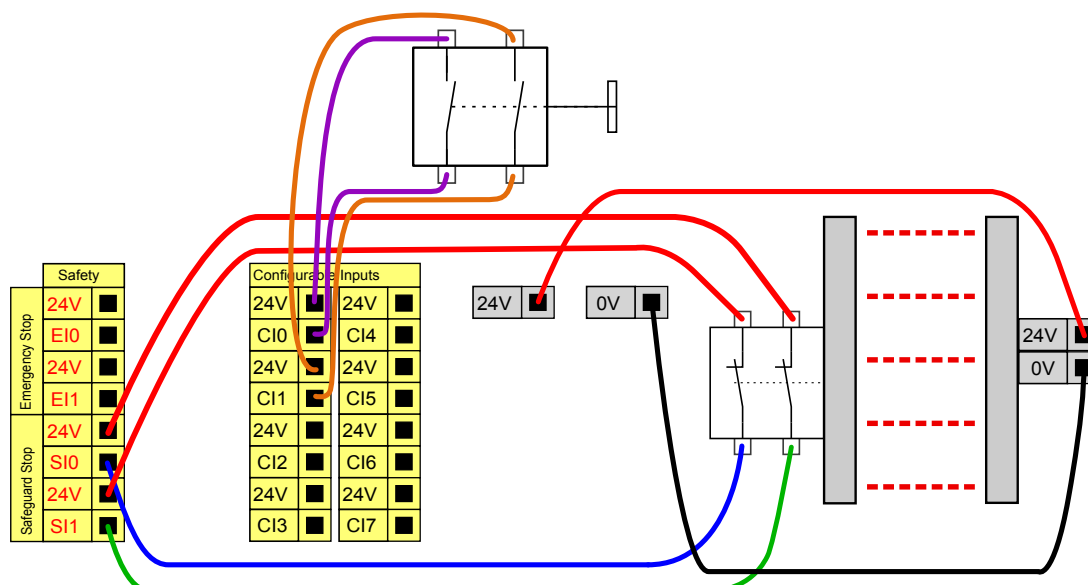 Safety
Emergency Stop
24V
EI0
24V
EI1
Safeguard Stop
24V
SI0
24V
SI1
Configurable Inputs
24V 24V
CI0 CI4
24V 24V
CI1 CI5
24V 24V
CI2 CI6
24V 24V
CI3 CI7
24V
0V
24V
0V